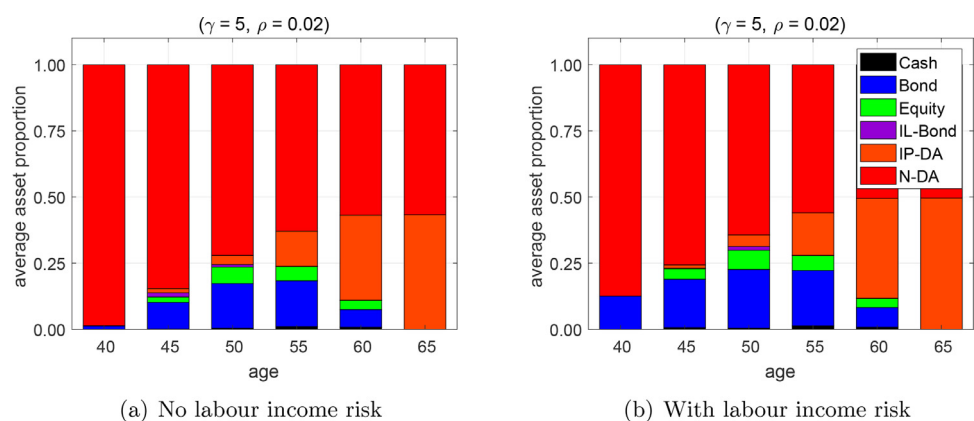 (γ = 5, ρ = 0.02)
1.00
0.75
0.50
0.25
0.00
average asset proportion
40 45 50 55 60 65
age
(a) No labour income risk
(γ = 5, ρ = 0.02)
1.00
0.75
0.50
0.25
0.00
average asset proportion
Cash
Bond
Equity
IL-Bond
IP-DA
N-DA
40 45 50 55 60 65
age
(b) With labour income risk